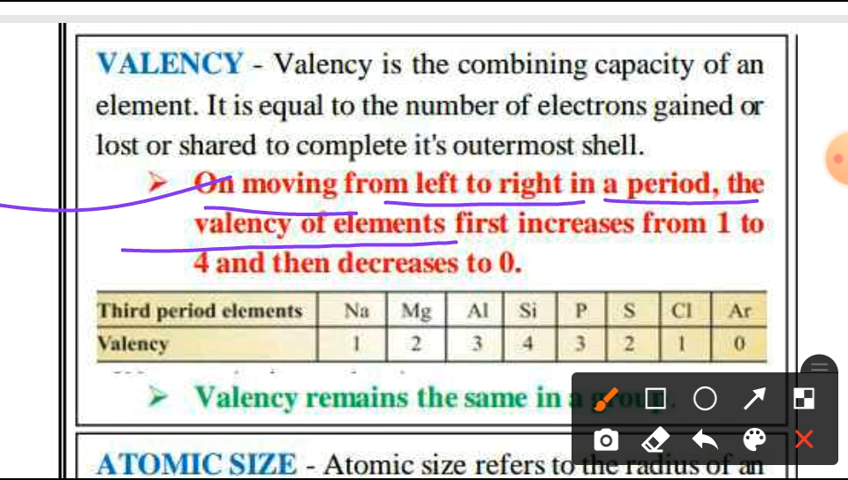 VALENCY - Valency is the combining capacity of an
element. It is equal to the number of electrons gained or
lost or shared to complete it's outermost shell.
➢ On moving from left to right in a period, the
valency of elements first increases from 1 to
4 and then decreases to 0.
Third period elements Na Mg Al Si P S Cl Ar
Valency 1 2 3 4 3 2 1 0
➢ Valency remains the same in a group.
ATOMIC SIZE - Atomic size refers to the radius of an